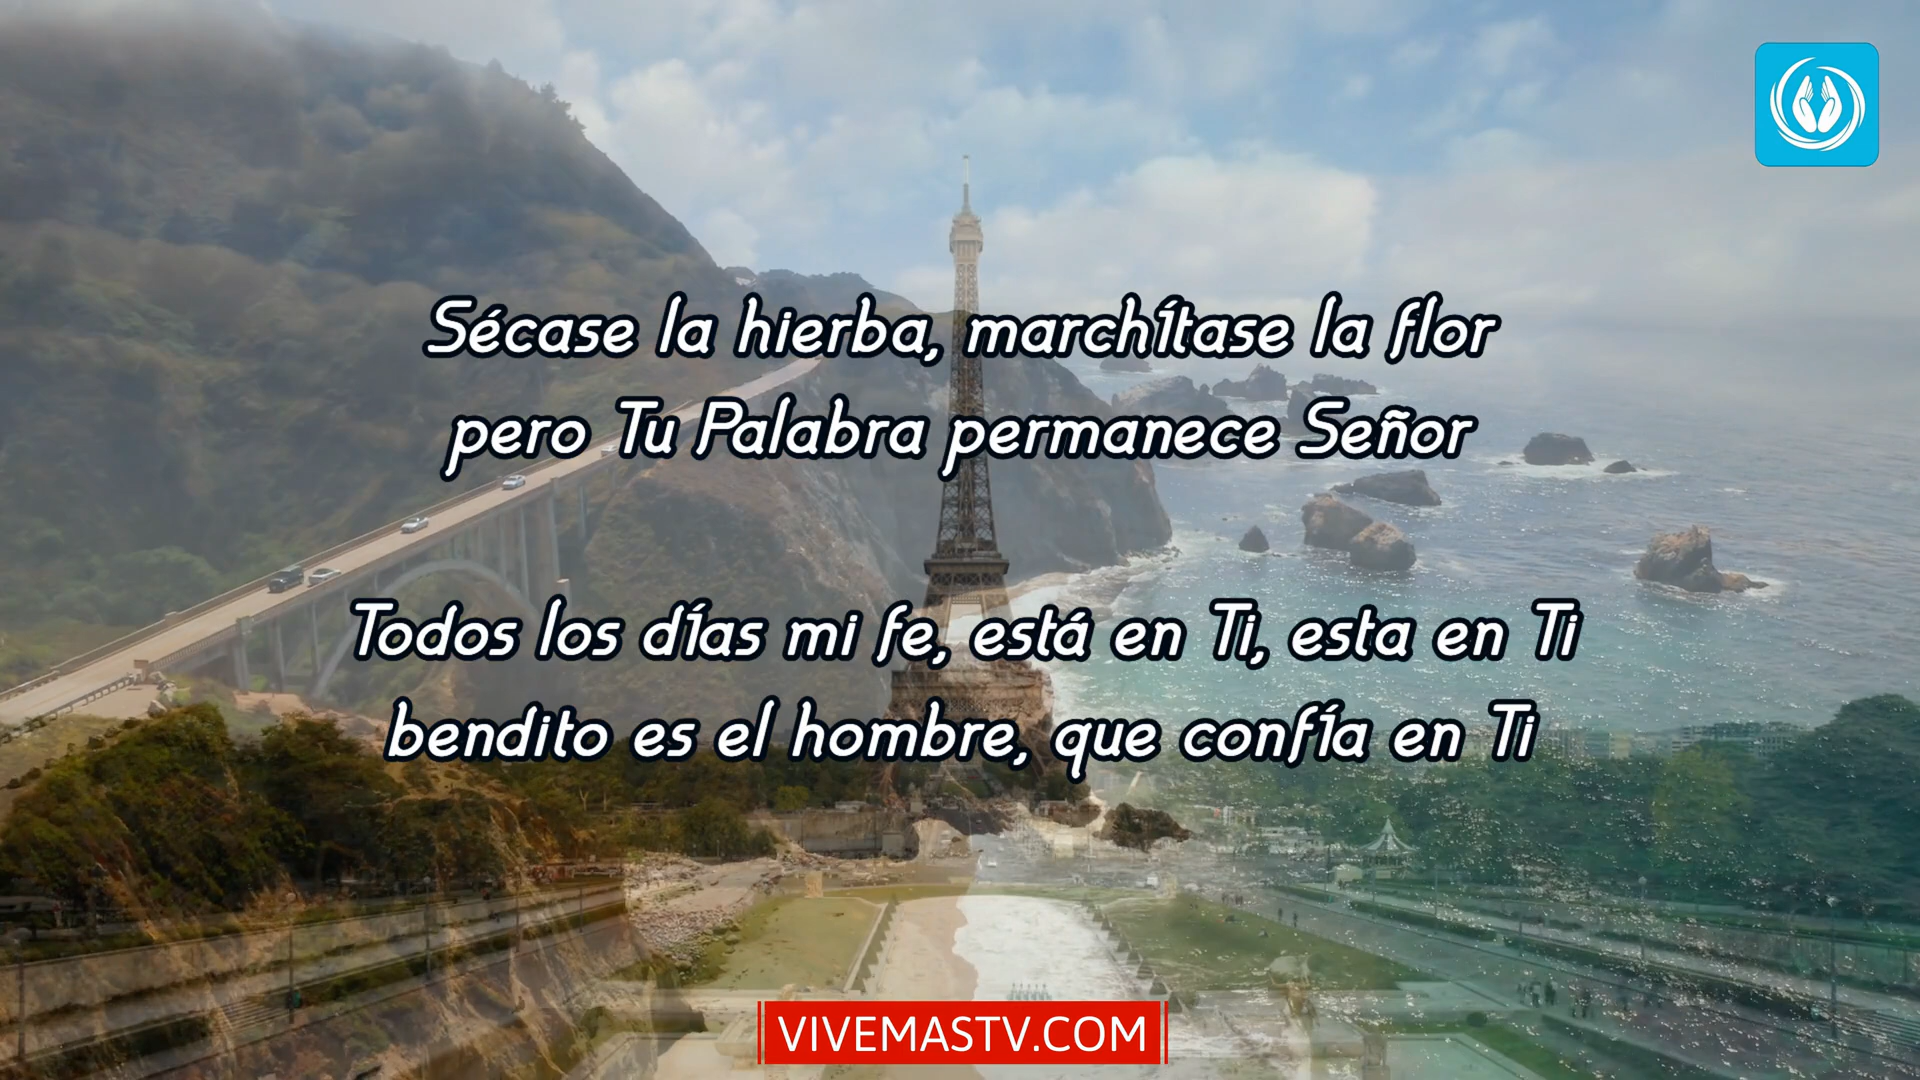 Sécase la hierba, marchítase la flor
pero Tu Palabra permanece Señor
Todos los días mi fe, está en Ti, esta en Ti
bendito es el hombre, que confía en Ti
VIVEMASTV.COM